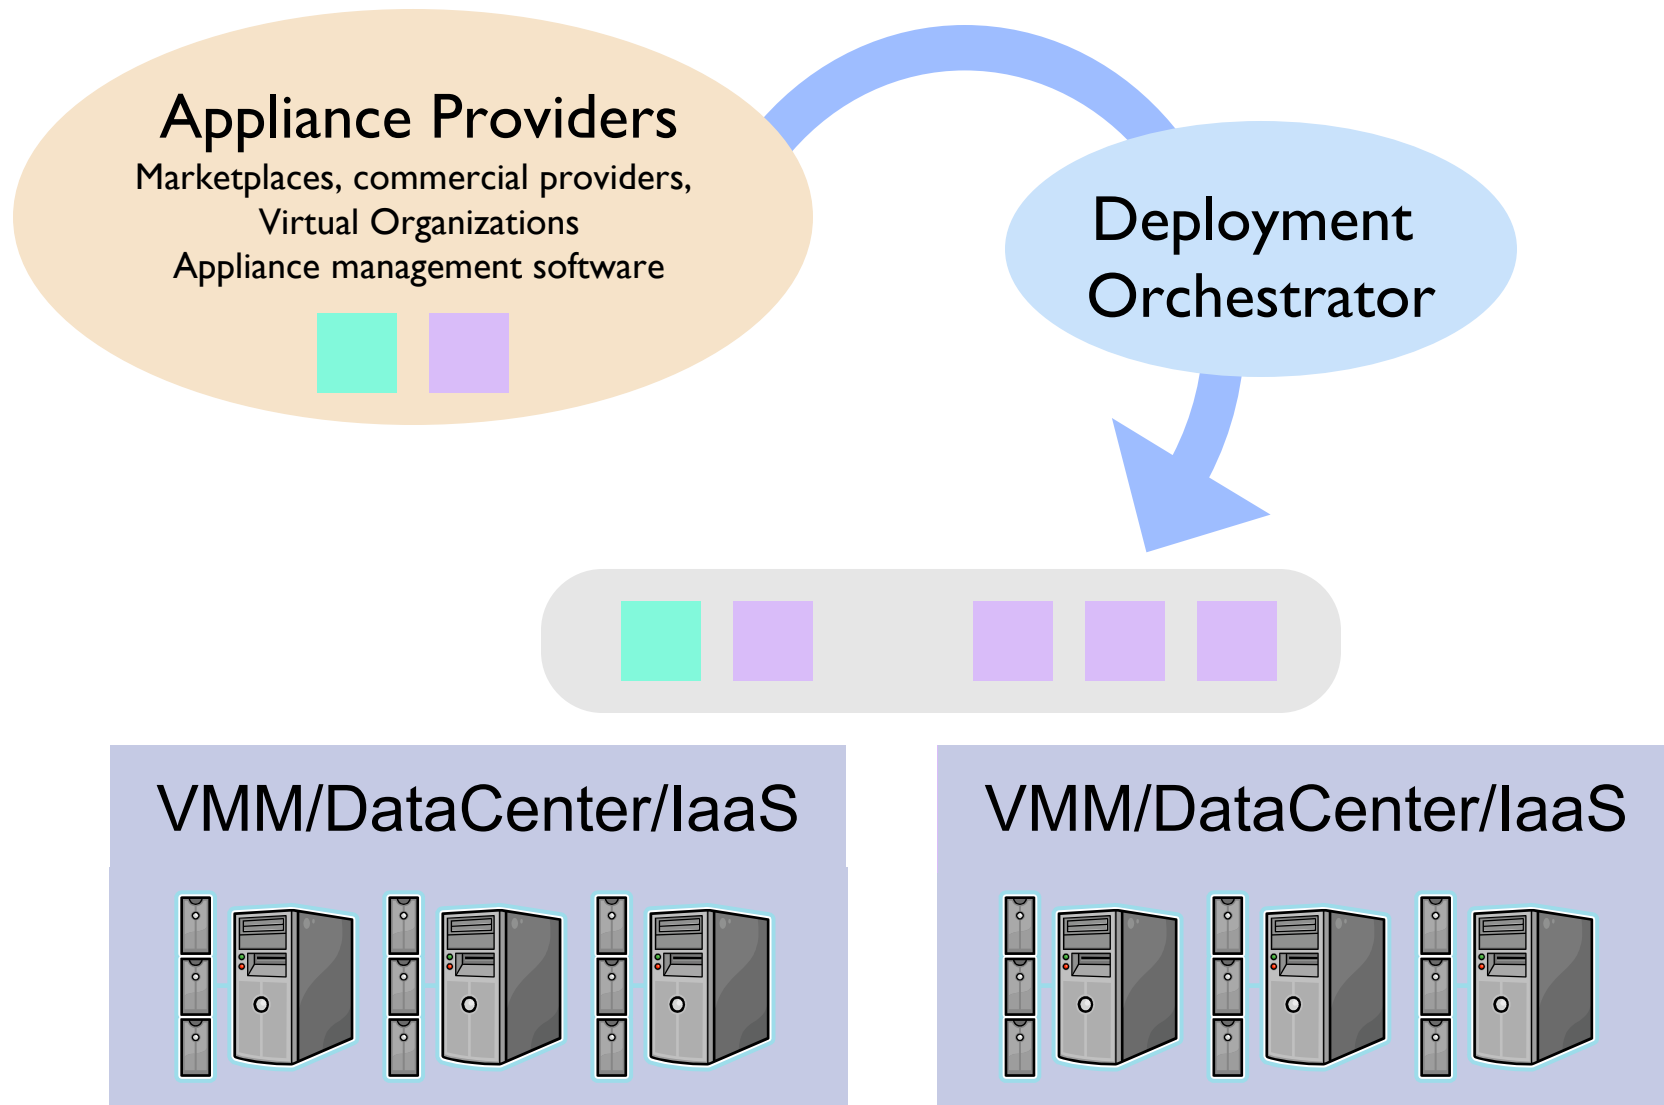 Appliance Providers
Marketplaces, commercial providers,
Virtual Organizations
Appliance management software
Deployment
Orchestrator
VMM/DataCenter/IaaS
VMM/DataCenter/IaaS